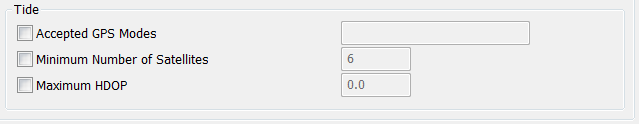 Tide
Accepted GPS Modes
Minimum Number of Satellites 6
Maximum HDOP 0.0